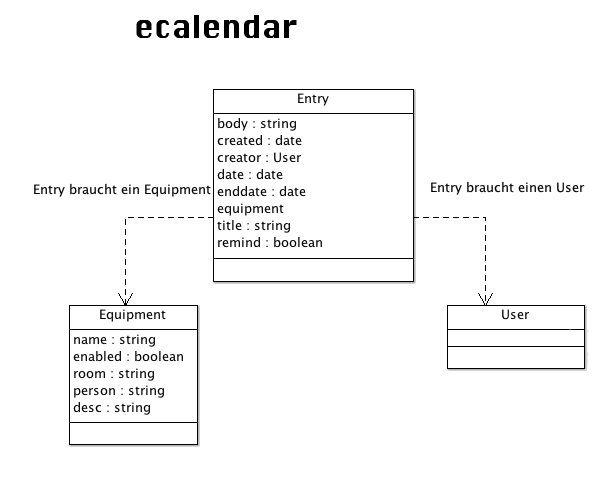 ecalendar
Entry
body : string
created : date
creator : User
date : date
enddate : date
equipment
title : string
remind : boolean
Entry braucht ein Equipment
Entry braucht einen User
Equipment
name : string
enabled : boolean
room : string
person : string
desc : string
User